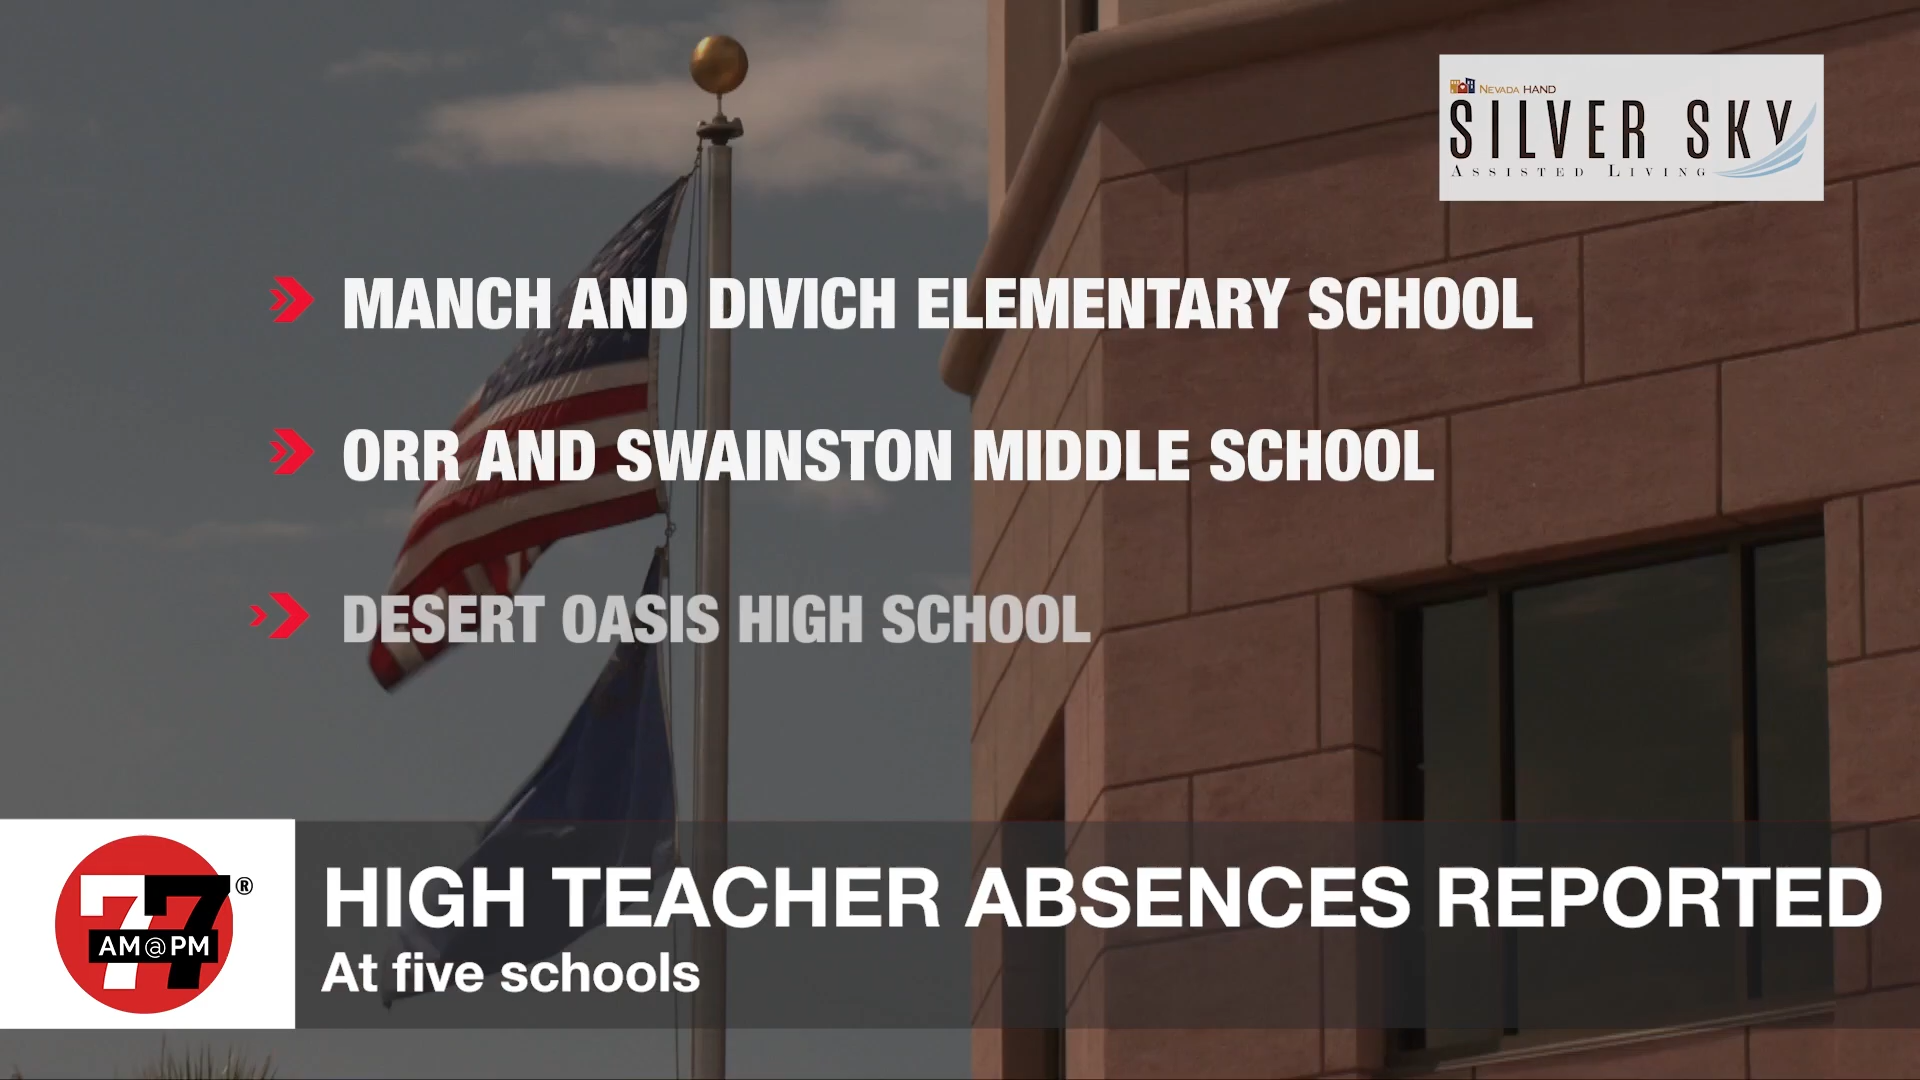 NEVADA HAND
SILVER SKY
ASSISTED LIVING
MANCH AND DIVICH ELEMENTARY SCHOOL
ORR AND SWAINSTON MIDDLE SCHOOL
DESERT OASIS HIGH SCHOOL
77®
AM@PM
HIGH TEACHER ABSENCES REPORTED
At five schools